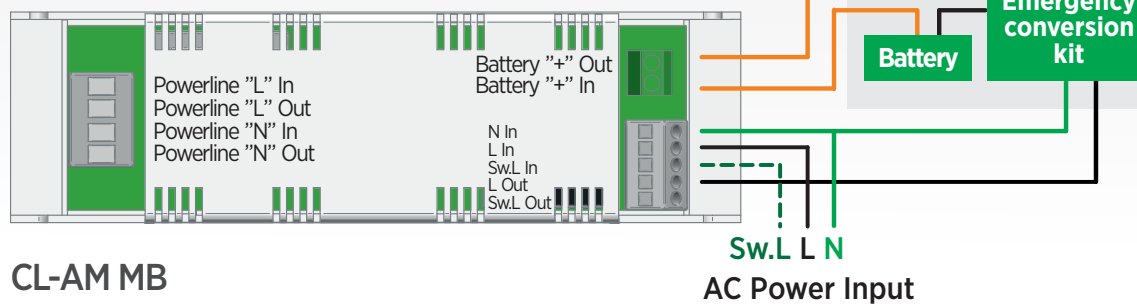 Emergency
conversion
kit
Battery
Battery "+" Out
Battery "+" In
Powerline "L" In
Powerline "L" Out
Powerline "N" In
Powerline "N" Out
N In
L In
Sw.L In
L Out
Sw.L Out
Sw.L L N
AC Power Input
CL-AM MB